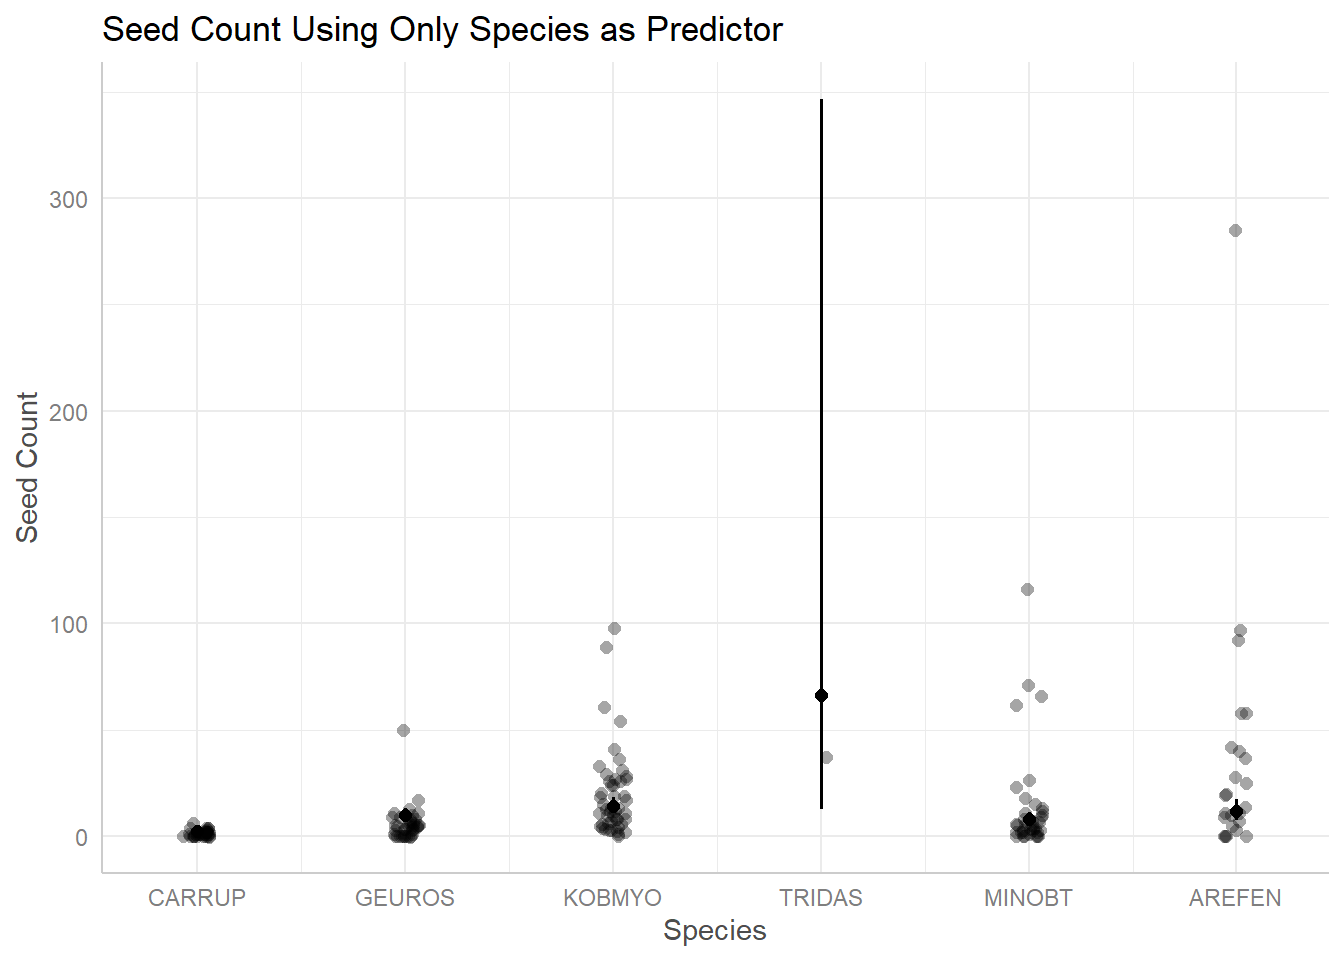 Seed Count Using Only Species as Predictor
Seed Count
300
200
100
0
CARRUP GEUROS KOBMYO TRIDAS MINOBT AREFEN
Species